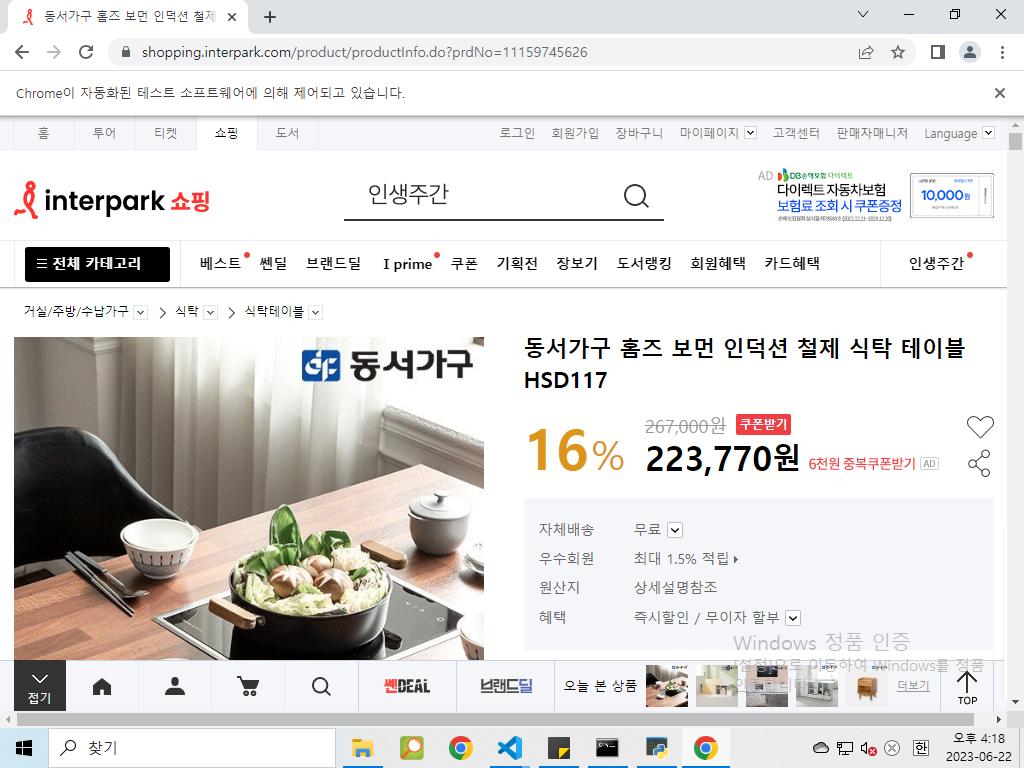 동서가구 홈즈 보먼 인덕션 철제
shopping.interpark.com/product/productInfo.do?prdNo=11159745626
Chrome이 자동화된 테스트 소프트웨어에 의해 제어되고 있습니다.
홈 투어 티켓 쇼핑 도서 로그인 회원가입 장바구니 마이페이지 고객센터 판매자매니저 Language
interpark 쇼핑
인생주간
AD DB손해보험 다이렉트
다이렉트 자동차보험
보험료 조회 시 쿠폰증정
10,000원
전체 카테고리 베스트 쎈딜 브랜드딜 I prime 쿠폰 기획전 장보기 도서랭킹 회원혜택 카드혜택 인생주간
거실/주방/수납가구 식탁 식탁테이블
동서가구
동서가구 홈즈 보먼 인덕션 철제 식탁 테이블
HSD117
16% 267,000원 쿠폰받기
223,770원 6천원 중복쿠폰받기 AD
자체배송 무료
우수회원 최대 1.5% 적립
원산지 상세설명참조
혜택 즉시할인 / 무이자 할부
Windows 정품 인증
[설정]으로 이동하여 Windows를 정품
접기 쎈DEAL 브랜드딜 오늘 본 상품 더보기 TOP
찾기
한
오후 4:18
2023-06-22